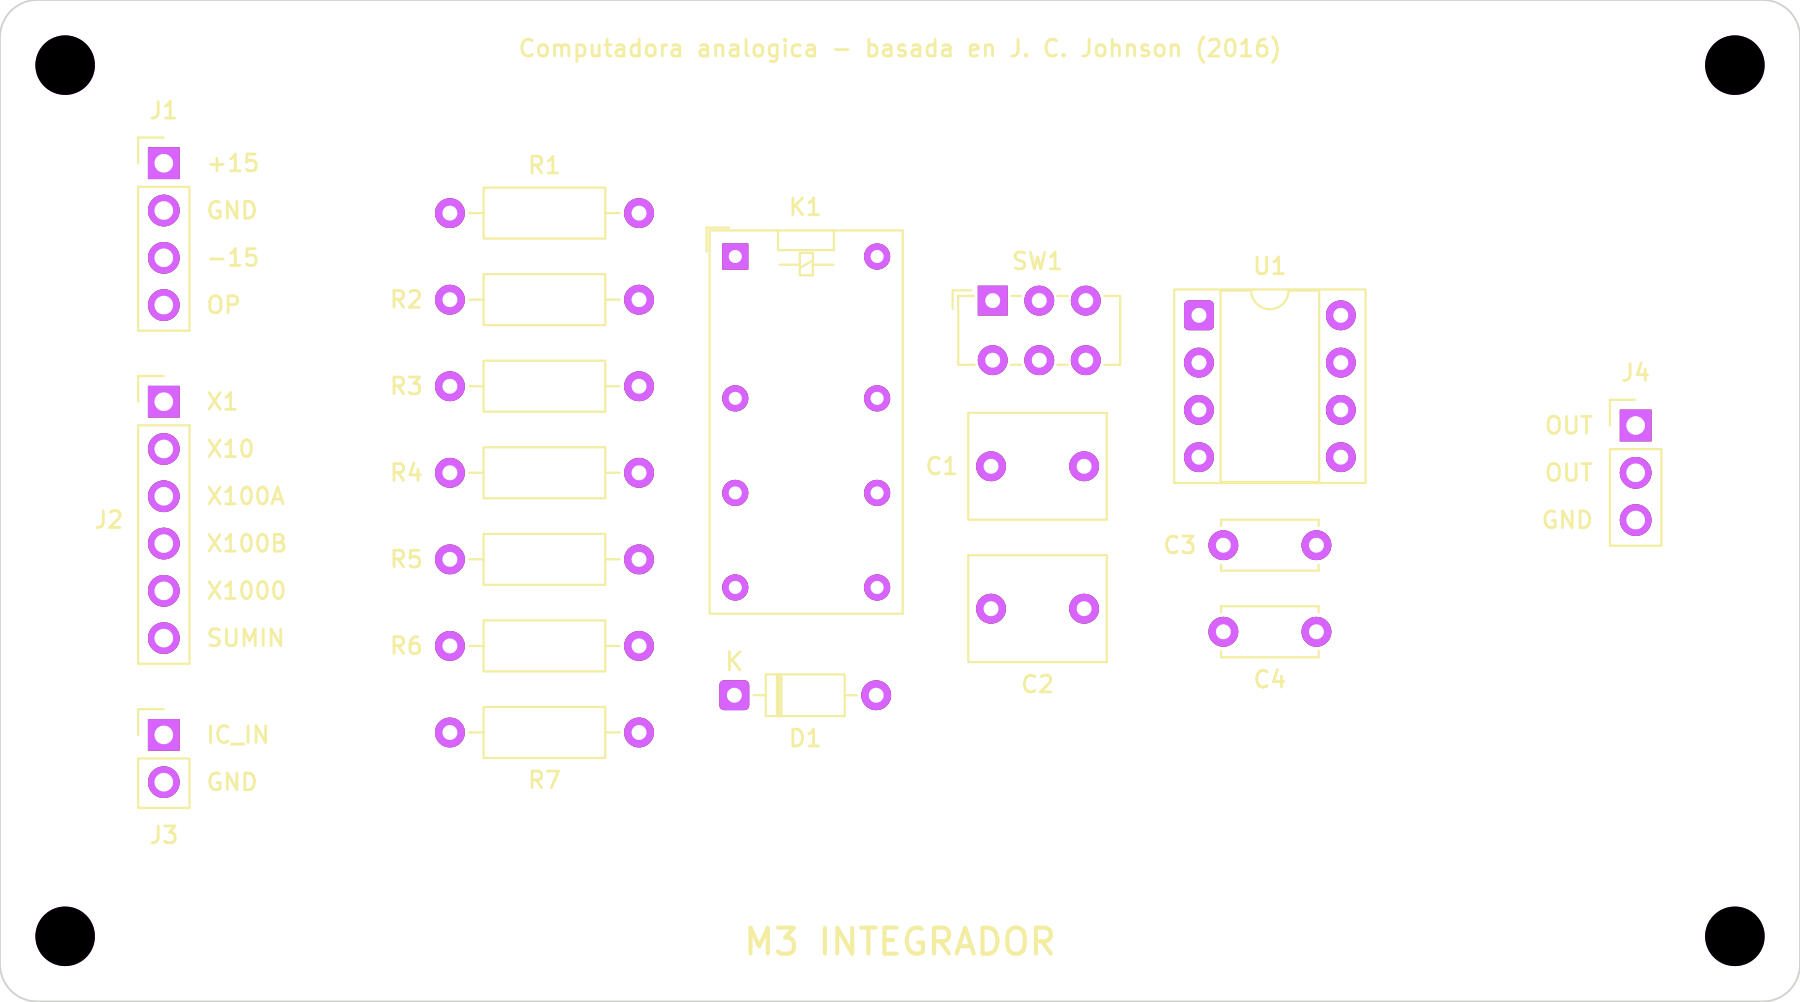 Computadora analogica – basada en J. C. Johnson (2016)
J1
+15
GND
-15
OP
X1
X10
X100A
X100B
X1000
SUMIN
J2
IC_IN
GND
J3
R1
R2
R3
R4
R5
R6
R7
K1
K
D1
SW1
C1
C2
U1
C3
C4
J4
OUT
OUT
GND
M3 INTEGRADOR